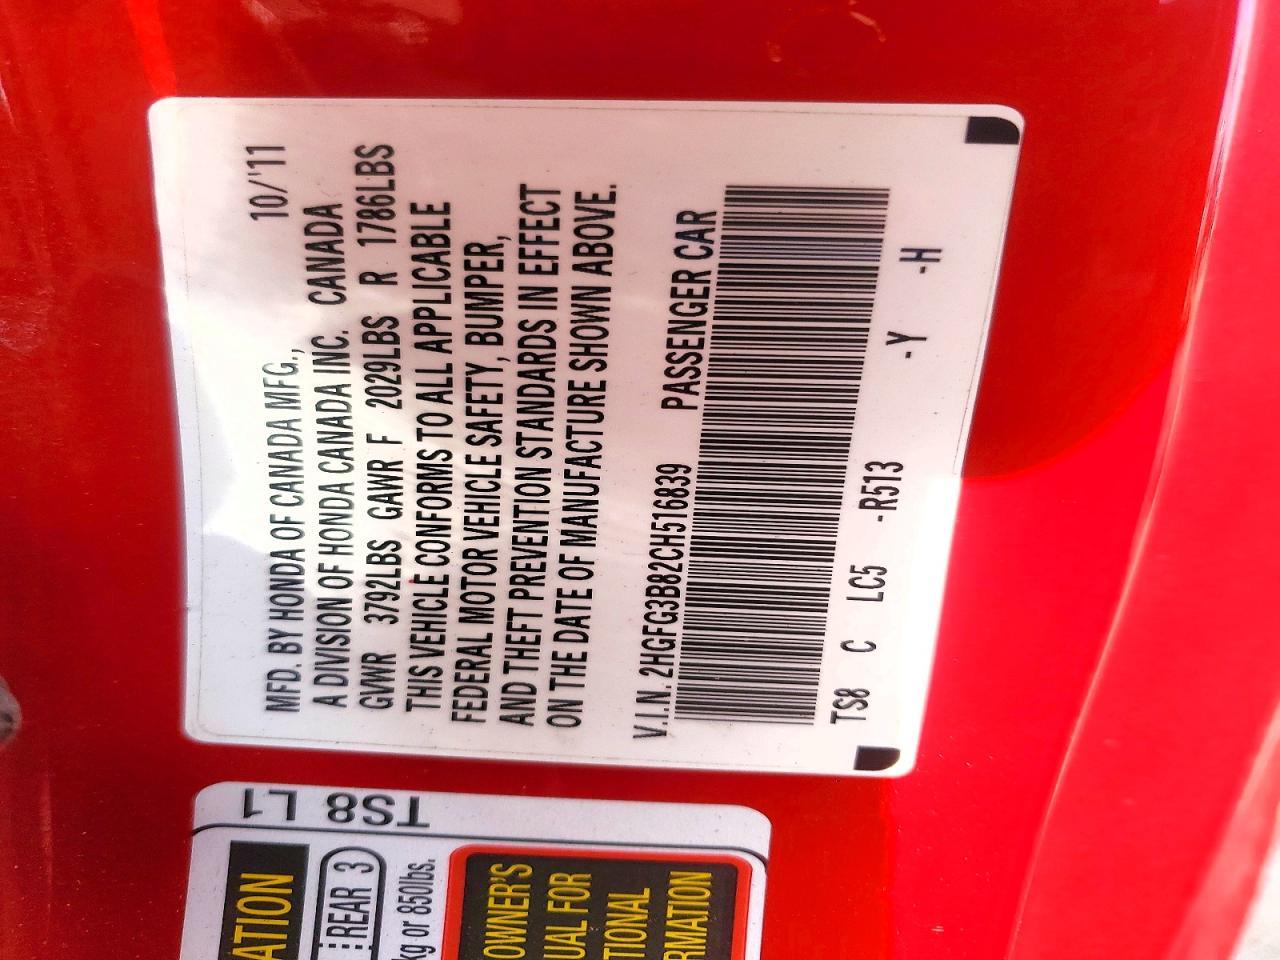 10/'11
MFD. BY HONDA OF CANADA MFG.,
A DIVISION OF HONDA CANADA INC. CANADA
GVWR 3792LBS GAWR F 2029LBS R 1786LBS
THIS VEHICLE CONFORMS TO ALL APPLICABLE
FEDERAL MOTOR VEHICLE SAFETY, BUMPER,
AND THEFT PREVENTION STANDARDS IN EFFECT
ON THE DATE OF MANUFACTURE SHOWN ABOVE.
V.I.N. 2HGFG3B82CH516839 PASSENGER CAR
TS8 C LC5 -R513 -Y -H
TS8 L1
ATION
REAR 3
kg or 850lbs.
OWNER'S
UAL FOR
TIONAL
RMATION